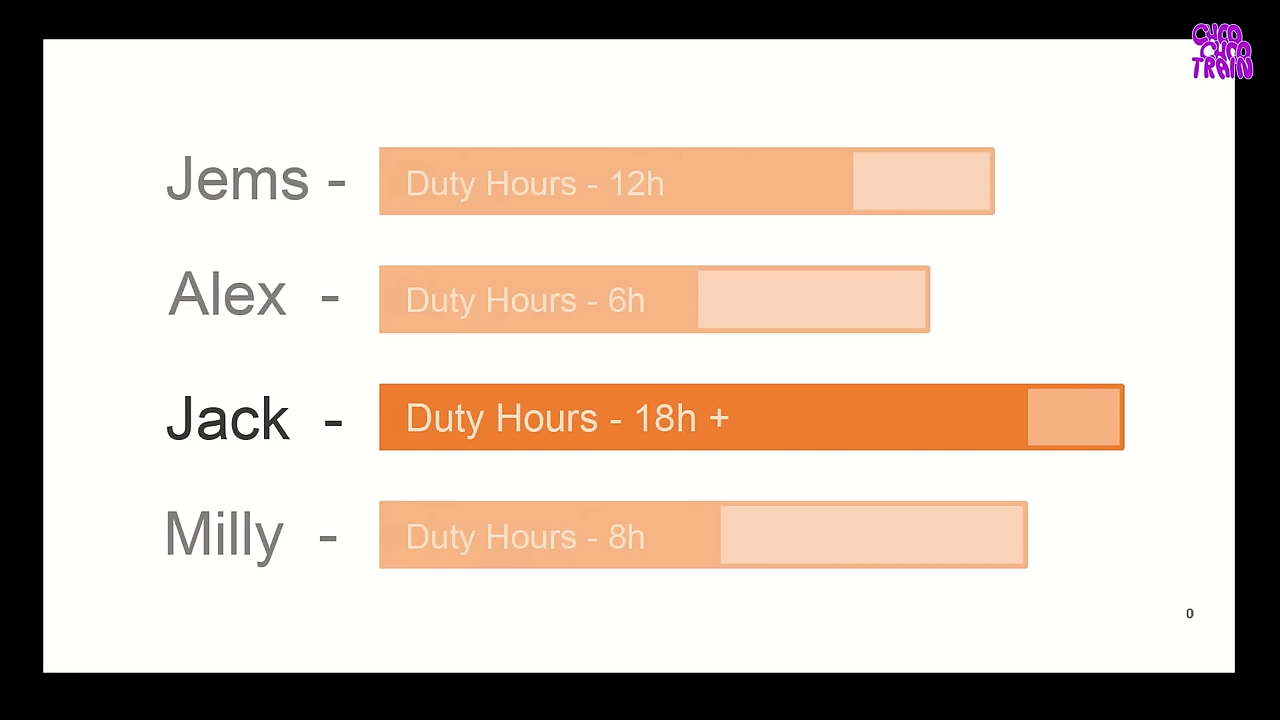 CHOO
CHOO
TRAIN
Jems - Duty Hours - 12h
Alex - Duty Hours - 6h
Jack - Duty Hours - 18h +
Milly - Duty Hours - 8h
0